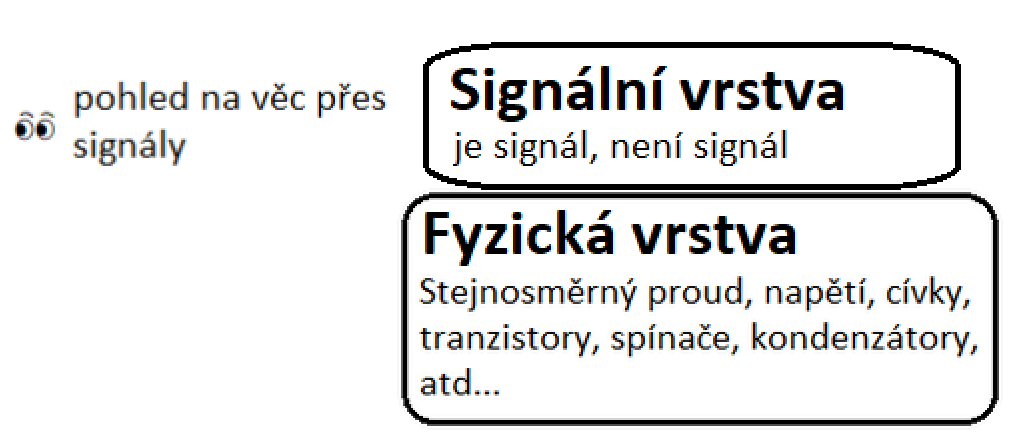 pohled na věc přes
signály
Signální vrstva
je signál, není signál
Fyzická vrstva
Stejnosměrný proud, napětí, cívky,
tranzistory, spínače, kondenzátory,
atd...